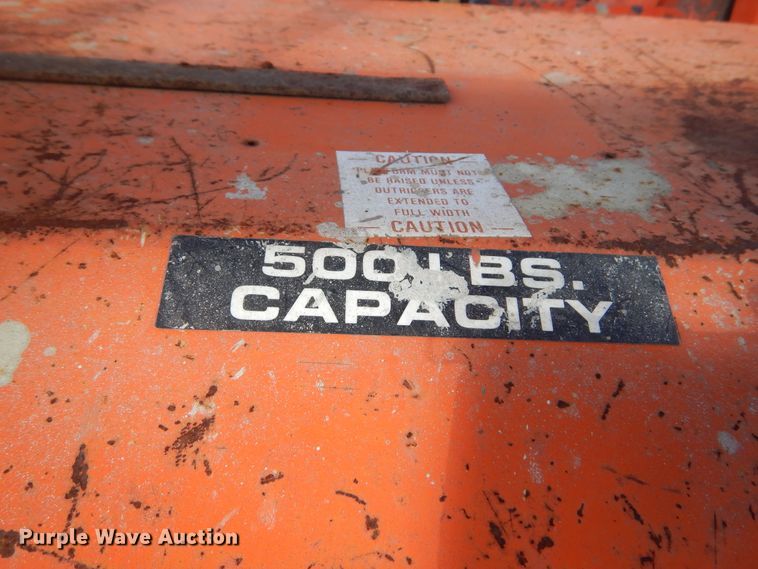 CAUTION
PLATFORM MUST NOT
BE RAISED UNLESS
OUTRIGGERS ARE
EXTENDED TO
FULL WIDTH
CAUTION
500 LBS.
CAPACITY
Purple Wave Auction